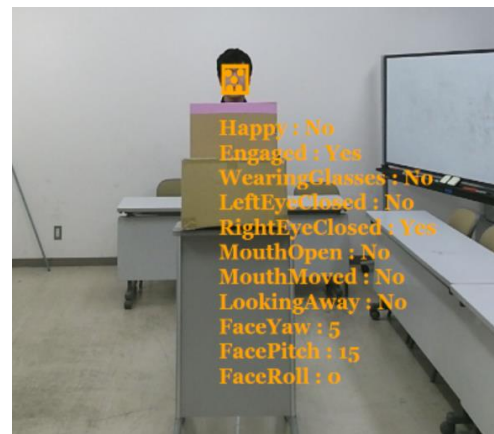 Happy : No
Engaged : Yes
WearingGlasses : No
LeftEyeClosed : No
RightEyeClosed : Yes
MouthOpen : No
MouthMoved : No
LookingAway : No
FaceYaw : 5
FacePitch : 15
FaceRoll : 0